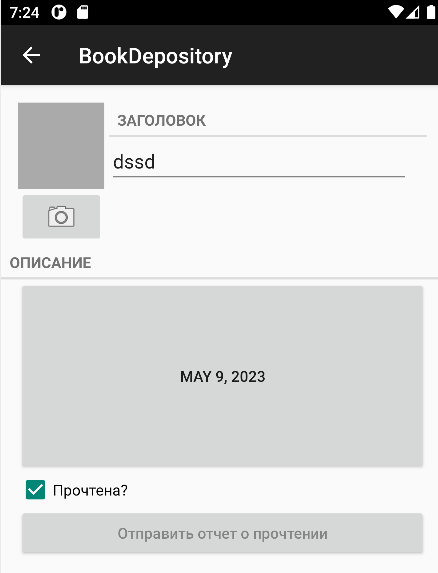 7:24
BookDepository
ЗАГОЛОВОК
dssd
ОПИСАНИЕ
MAY 9, 2023
Прочтена?
Отправить отчет о прочтении